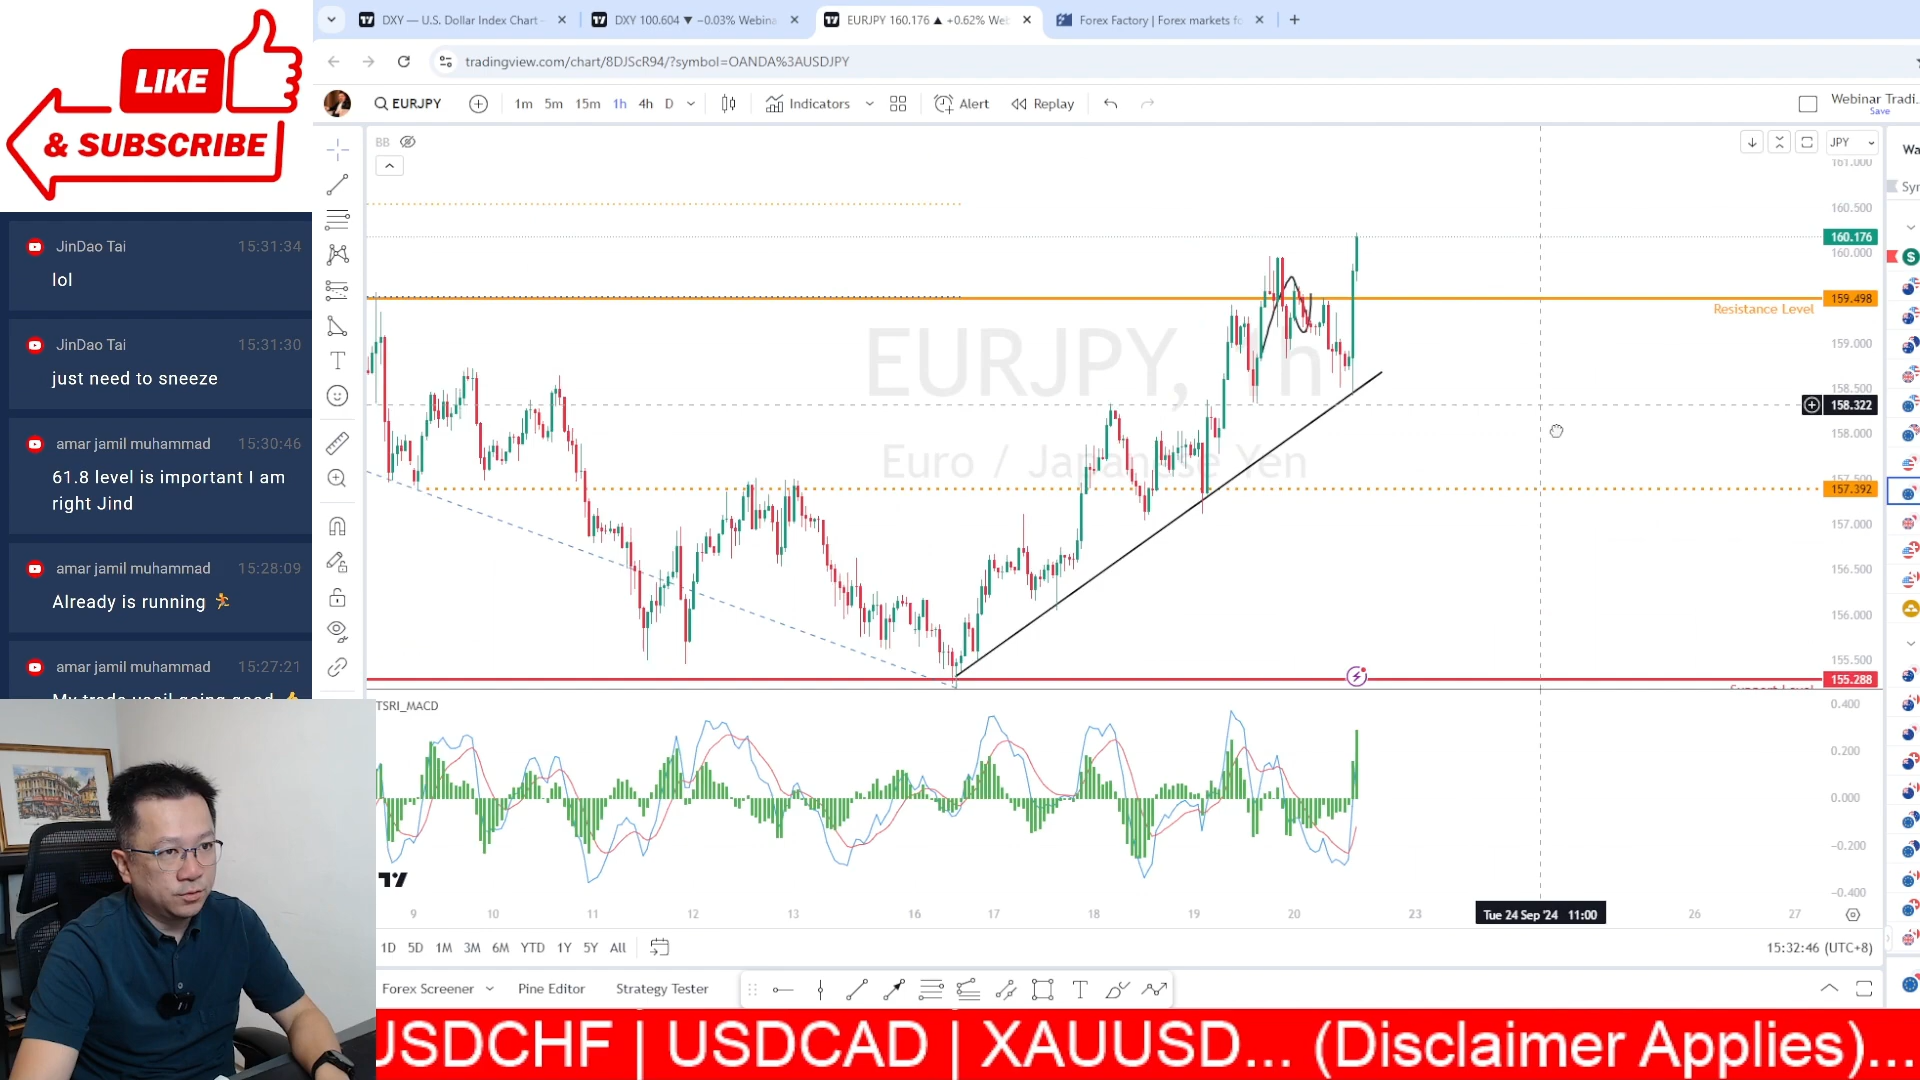 LIKE
& SUBSCRIBE
JinDao Tai 15:31:34
lol
JinDao Tai 15:31:30
just need to sneeze
amar jamil muhammad 15:30:46
61.8 level is important I am
right Jind
amar jamil muhammad 15:28:09
Already is running
amar jamil muhammad 15:27:21
DXY — U.S. Dollar Index Chart
DXY 100.604 ▼ −0.03% Webina
EURJPY 160.176 ▲ +0.62% We
Forex Factory | Forex markets fo
tradingview.com/chart/8DJScR94/?symbol=OANDA%3AUSDJPY
EURJPY 1m 5m 15m 1h 4h D Indicators Alert Replay Webinar Tradi...
Save
BB
JPY
Wa
Syr
160.500
160.176
160.000
159.498
Resistance Level
159.000
158.500
158.322
158.000
157.392
157.000
156.500
156.000
155.500
155.288
EURJPY, 1h
Euro / Japanese Yen
TSRI_MACD
0.400
0.200
0.000
−0.200
−0.400
9 10 11 12 13 16 17 18 19 20 23 Tue 24 Sep '24 11:00 26 27
1D 5D 1M 3M 6M YTD 1Y 5Y All 15:32:46 (UTC+8)
Forex Screener Pine Editor Strategy Tester
USDCHF | USDCAD | XAUUSD... (Disclaimer Applies)...